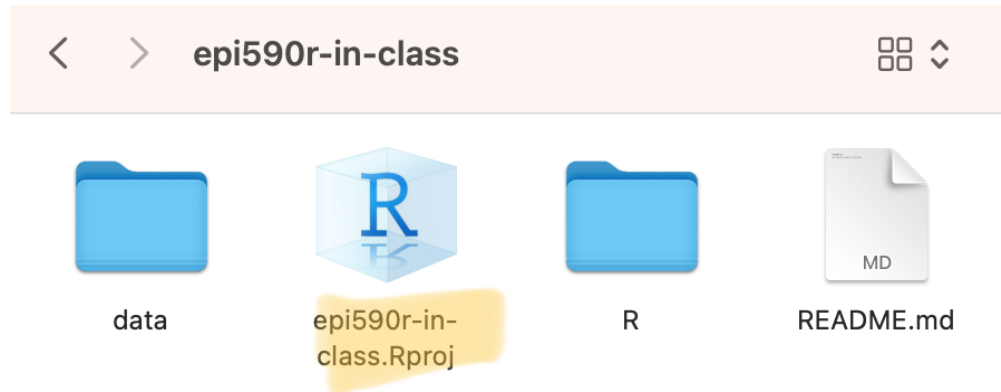 epi590r-in-class
R
MD
data
epi590r-in-
class.Rproj
R
README.md